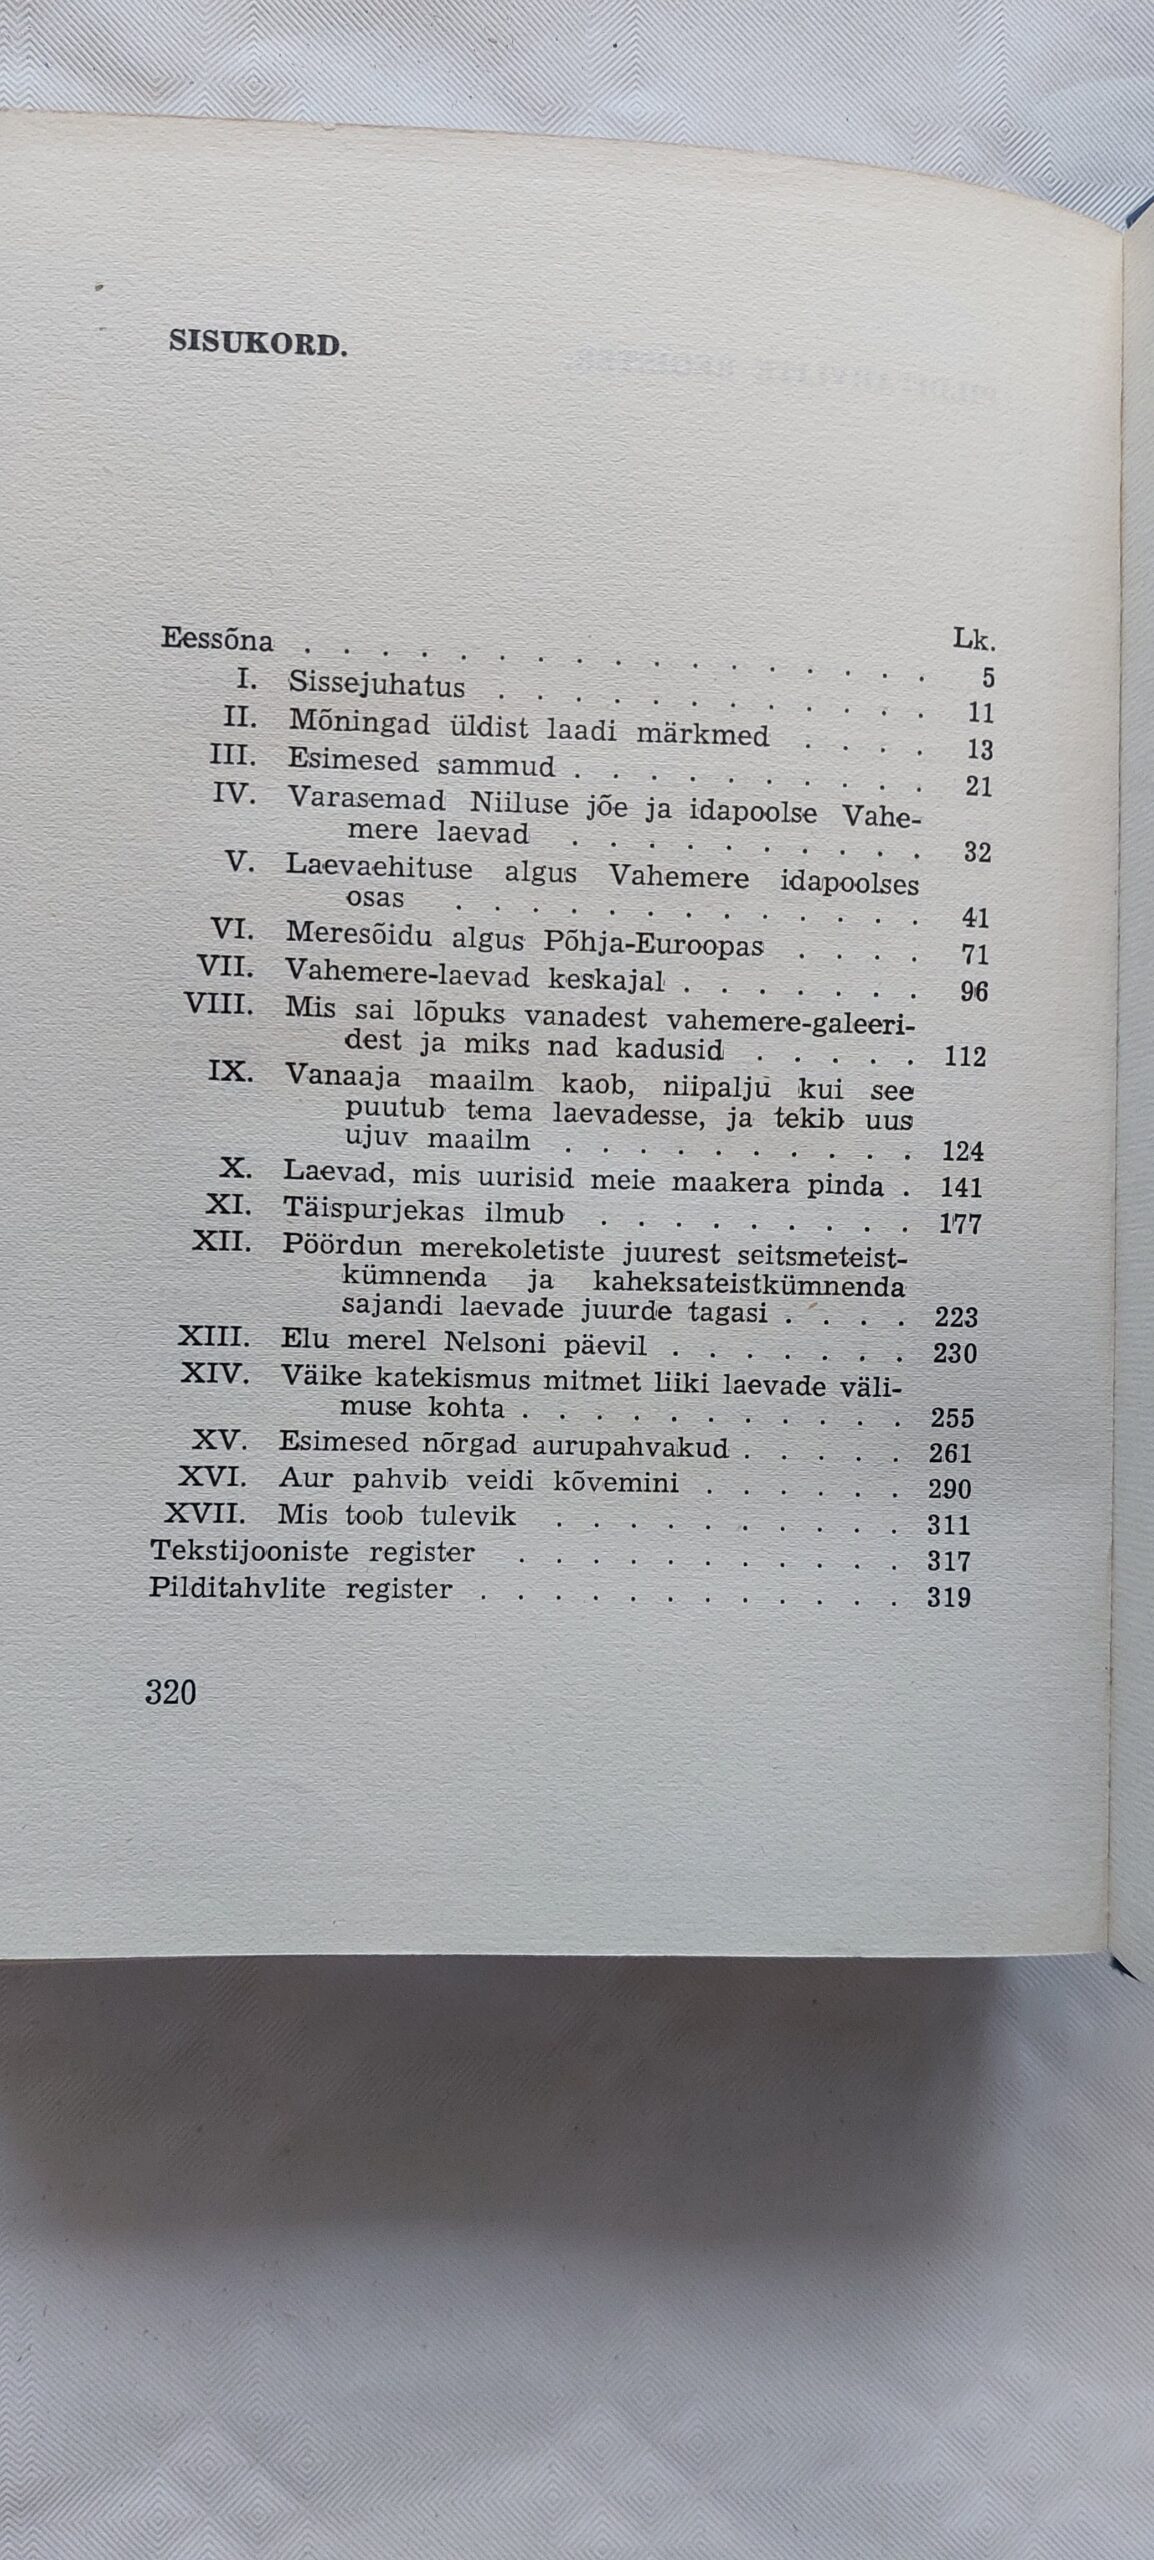 SISUKORD.
Lk.
Eessõna . . . . . . . . . . . . . . . . . 5
I. Sissejuhatus . . . . . . . . . . . . 11
II. Mõningad üldist laadi märkmed . . . . 13
III. Esimesed sammud . . . . . . . . . . 21
IV. Varasemad Niiluse jõe ja idapoolse Vahe-
mere laevad . . . . . . . . . . 32
V. Laevaehituse algus Vahemere idapoolses
osas . . . . . . . . . . . . . 41
VI. Meresõidu algus Põhja-Euroopas . . . . 71
VII. Vahemere-laevad keskajal . . . . . . . 96
VIII. Mis sai lõpuks vanadest vahemere-galeeri-
dest ja miks nad kadusid . . . . . 112
IX. Vanaaja maailm kaob, niipalju kui see
puutub tema laevadesse, ja tekib uus
ujuv maailm . . . . . . . . . . 124
X. Laevad, mis uurisid meie maakera pinda . 141
XI. Täispurjekas ilmub . . . . . . . . . 177
XII. Pöördun merekoletiste juurest seitsmeteist-
kümnenda ja kaheksateistkümnenda
sajandi laevade juurde tagasi . . . . 223
XIII. Elu merel Nelsoni päevil . . . . . . . 230
XIV. Väike katekismus mitmet liiki laevade väli-
muse kohta . . . . . . . . . . . 255
XV. Esimesed nõrgad aurupahvakud . . . . . 261
XVI. Aur pahvib veidi kõvemini . . . . . . 290
XVII. Mis toob tulevik . . . . . . . . . . 311
Tekstijooniste register . . . . . . . . . . . 317
Pilditahvlite register . . . . . . . . . . . . 319
320